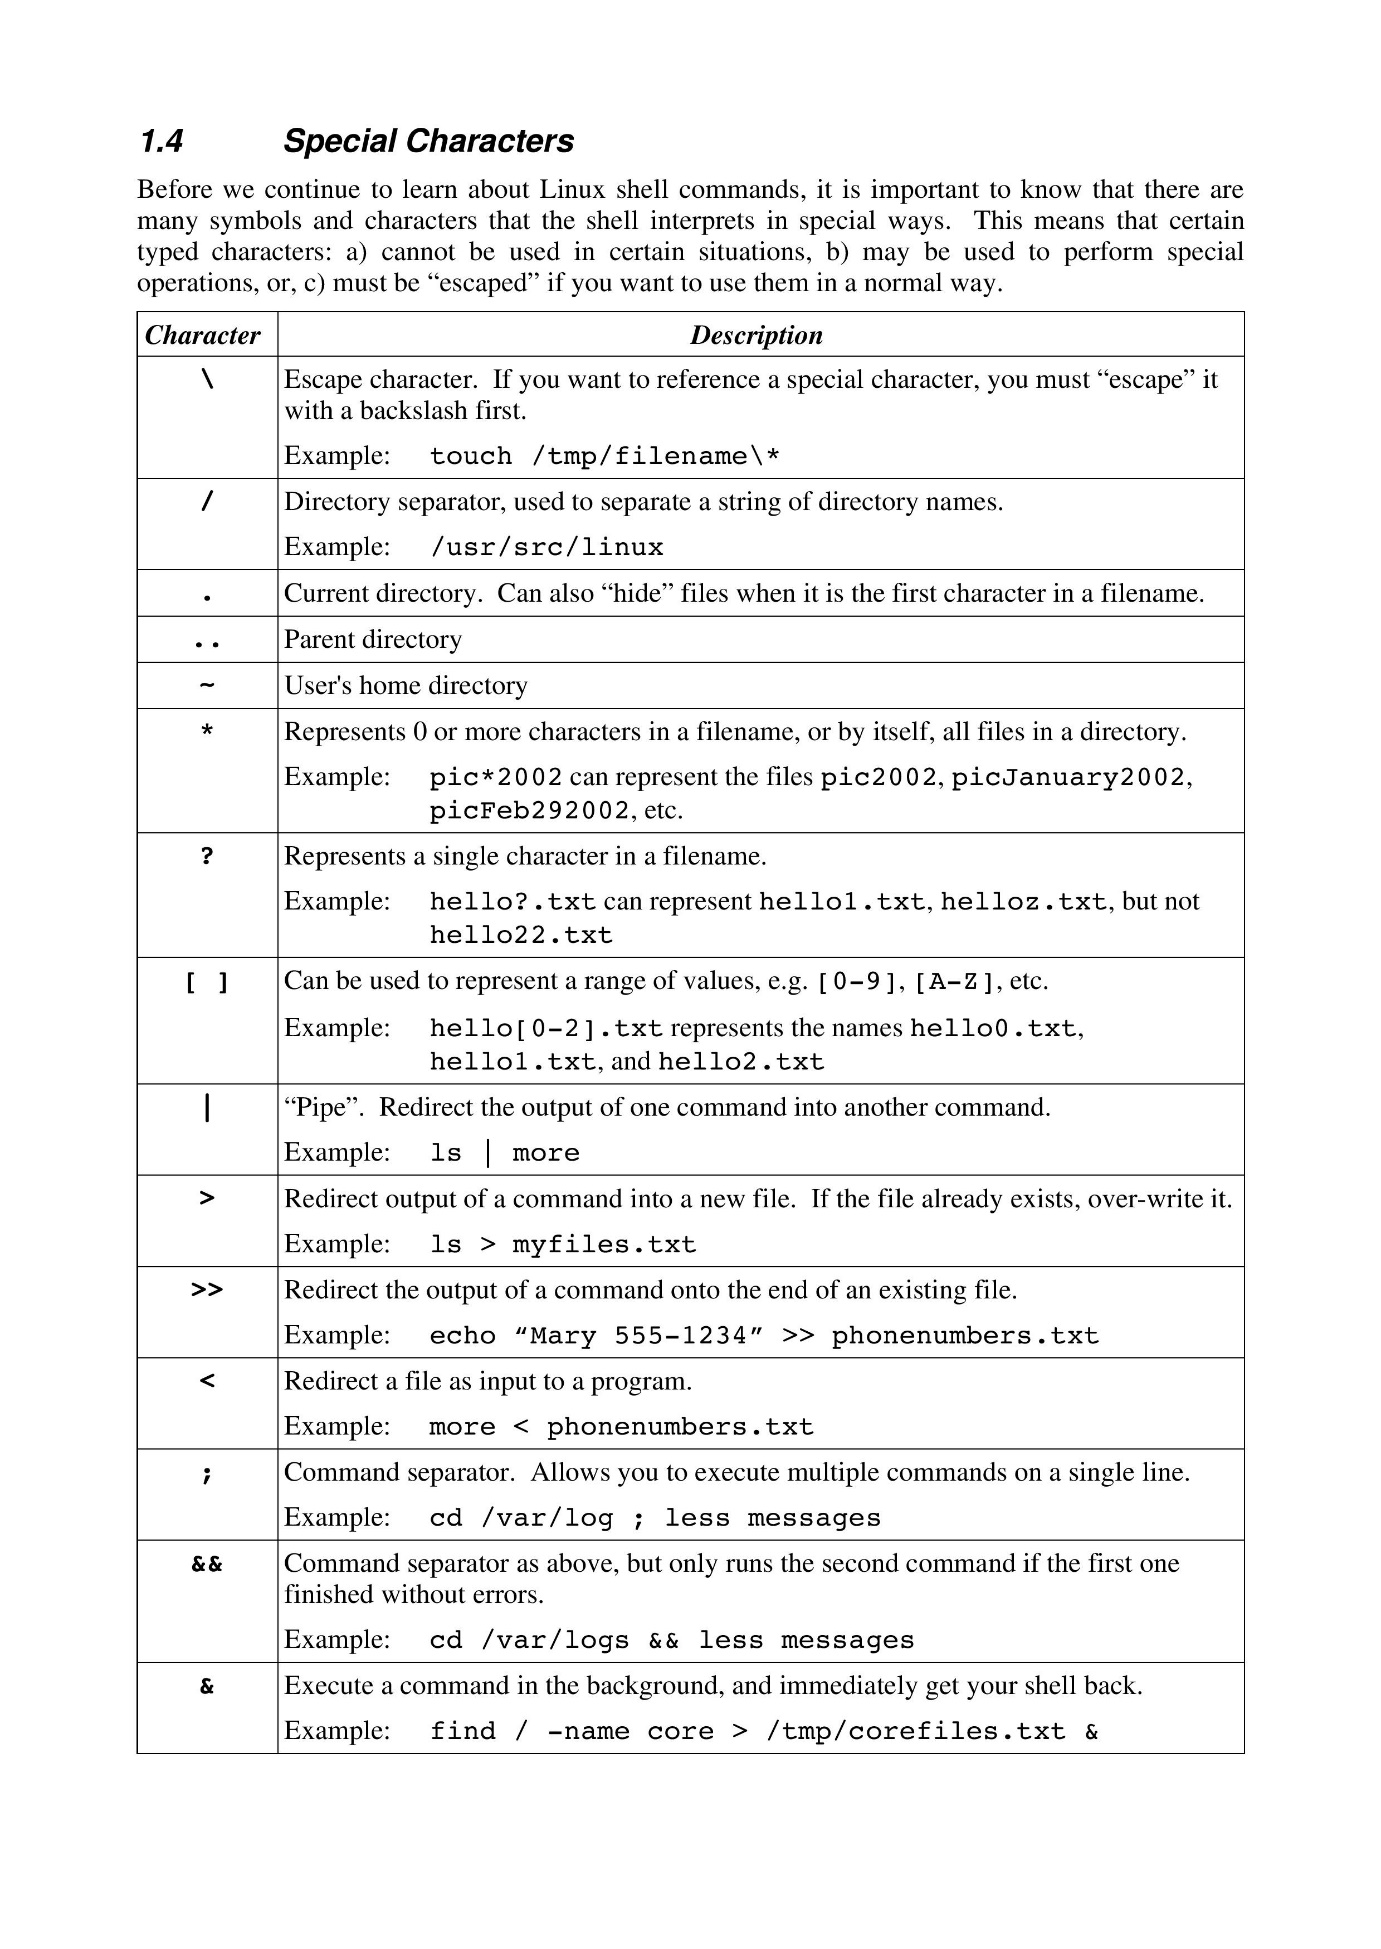 1.4 Special Characters
Before we continue to learn about Linux shell commands, it is important to know that there are
many symbols and characters that the shell interprets in special ways.  This means that certain
typed characters: a) cannot be used in certain situations, b) may be used to perform special
operations, or, c) must be “escaped” if you want to use them in a normal way.
Character Description
\ Escape character.  If you want to reference a special character, you must “escape” it
with a backslash first.
Example: touch /tmp/filename\*
/ Directory separator, used to separate a string of directory names.
Example: /usr/src/linux
. Current directory.  Can also “hide” files when it is the first character in a filename.
.. Parent directory
~ User's home directory
* Represents 0 or more characters in a filename, or by itself, all files in a directory.
Example: pic*2002 can represent the files pic2002, picJanuary2002,
picFeb292002, etc.
? Represents a single character in a filename.
Example: hello?.txt can represent hello1.txt, helloz.txt, but not
hello22.txt
[ ] Can be used to represent a range of values, e.g. [0-9], [A-Z], etc.
Example: hello[0-2].txt represents the names hello0.txt,
hello1.txt, and hello2.txt
| “Pipe”.  Redirect the output of one command into another command.
Example: ls | more
> Redirect output of a command into a new file.  If the file already exists, over-write it.
Example: ls > myfiles.txt
>> Redirect the output of a command onto the end of an existing file.
Example: echo “Mary 555-1234” >> phonenumbers.txt
< Redirect a file as input to a program.
Example: more < phonenumbers.txt
; Command separator.  Allows you to execute multiple commands on a single line.
Example: cd /var/log ; less messages
&& Command separator as above, but only runs the second command if the first one
finished without errors.
Example: cd /var/logs && less messages
& Execute a command in the background, and immediately get your shell back.
Example: find / -name core > /tmp/corefiles.txt &